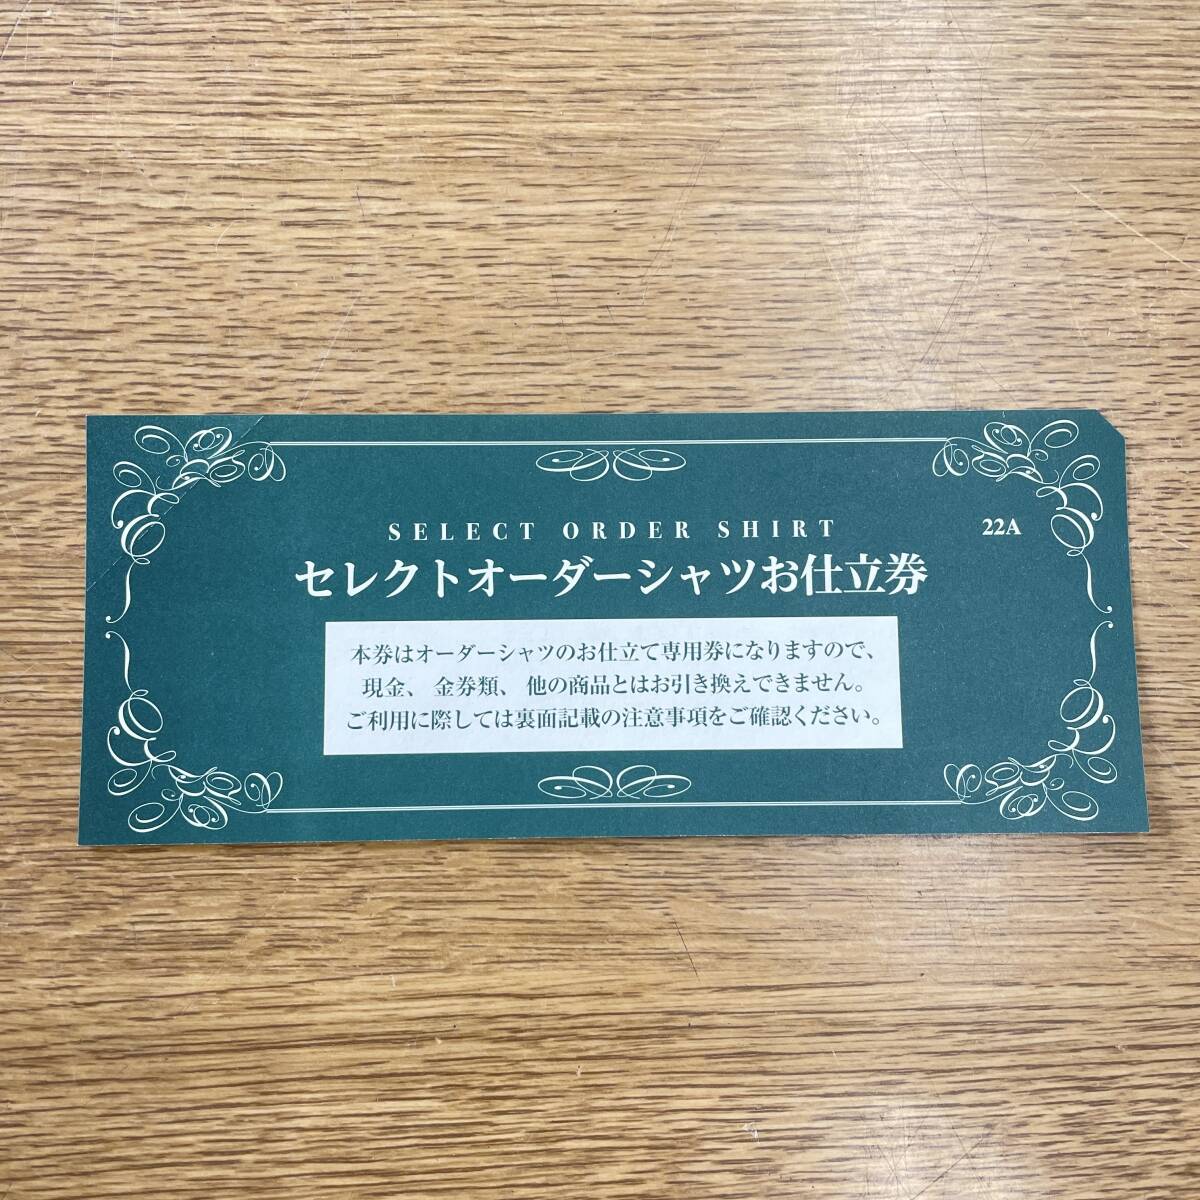 SELECT ORDER SHIRT
22A
セレクトオーダーシャツお仕立券
本券はオーダーシャツのお仕立て専用券になりますので、
現金、金券類、他の商品とはお引き換えできません。
ご利用に際しては裏面記載の注意事項をご確認ください。